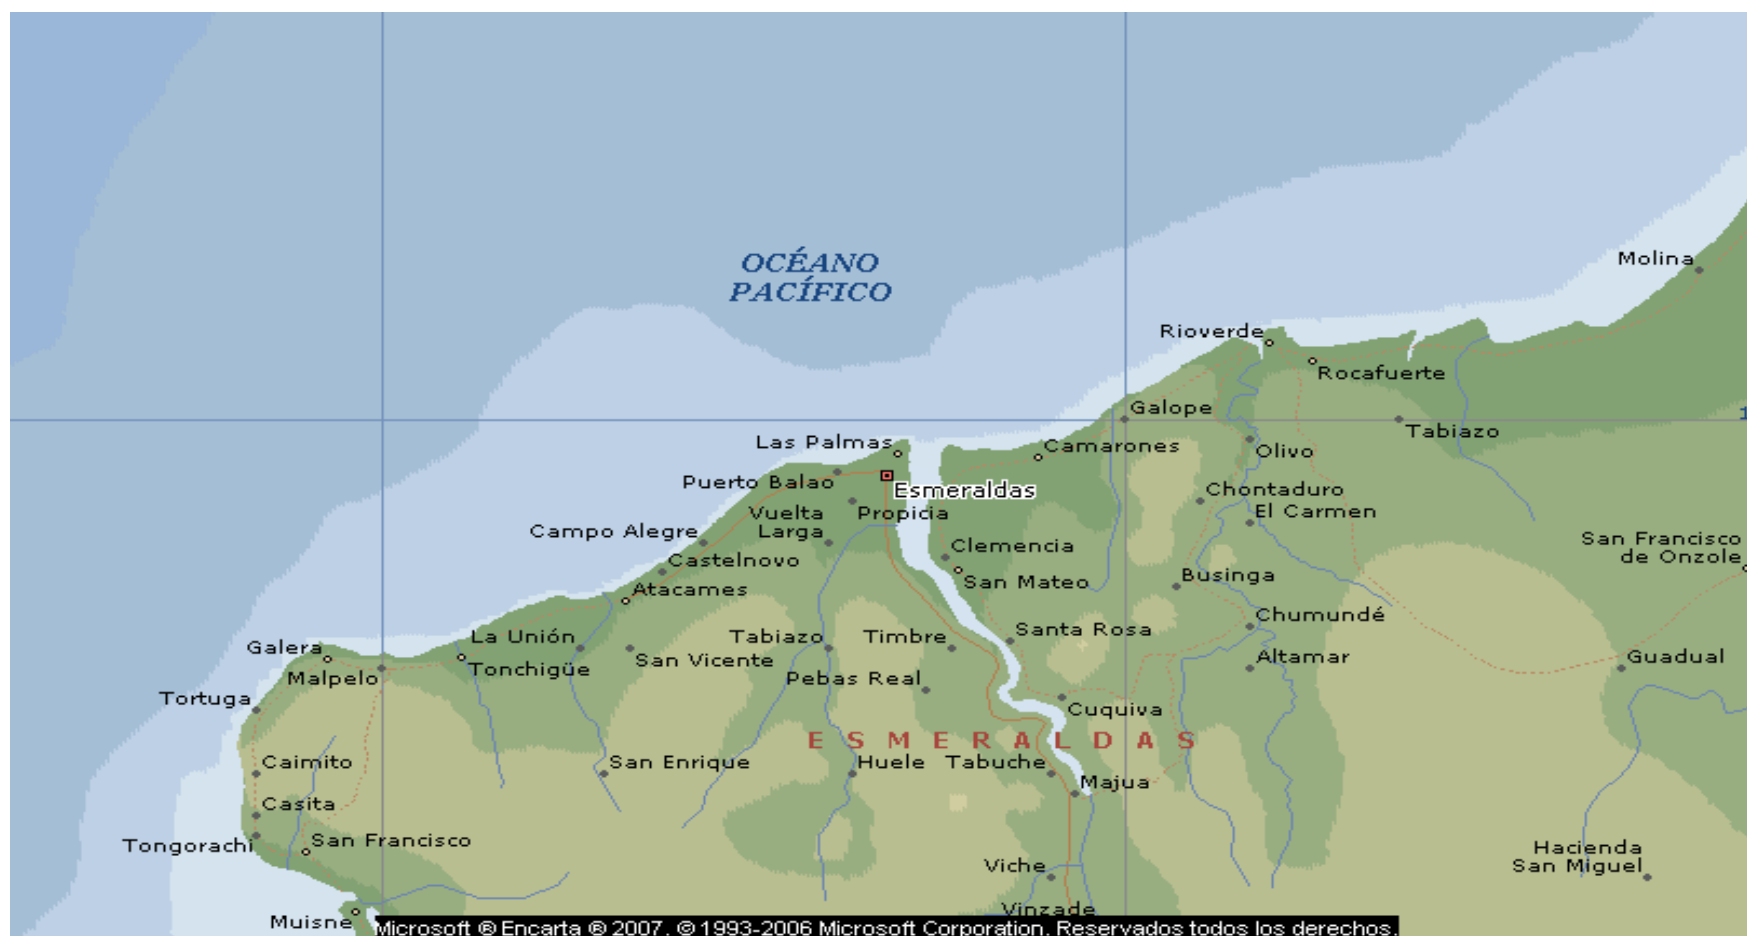 OCÉANO
PACÍFICO
Molina
Rioverde
Rocafuerte
Galope
Tabiazo
Las Palmas
Camarones
Olivo
Puerto Balao
Esmeraldas
Chontaduro
Vuelta
Larga
Propicia
El Carmen
Campo Alegre
Clemencia
San Francisco
de Onzole
Castelnovo
San Mateo
Businga
Atacames
Chumundé
La Unión
Tabiazo
Timbre
Santa Rosa
Galera
Tonchigüe
San Vicente
Altamar
Guadual
Malpelo
Pebas Real
Tortuga
Cuquiva
ESMERALDAS
Caimito
San Enrique
Huele
Tabuche
Majua
Casita
Tongorachi
San Francisco
Hacienda
San Miguel
Viche
Vinzade
Muisne
Microsoft ® Encarta ® 2007. © 1993-2006 Microsoft Corporation. Reservados todos los derechos.